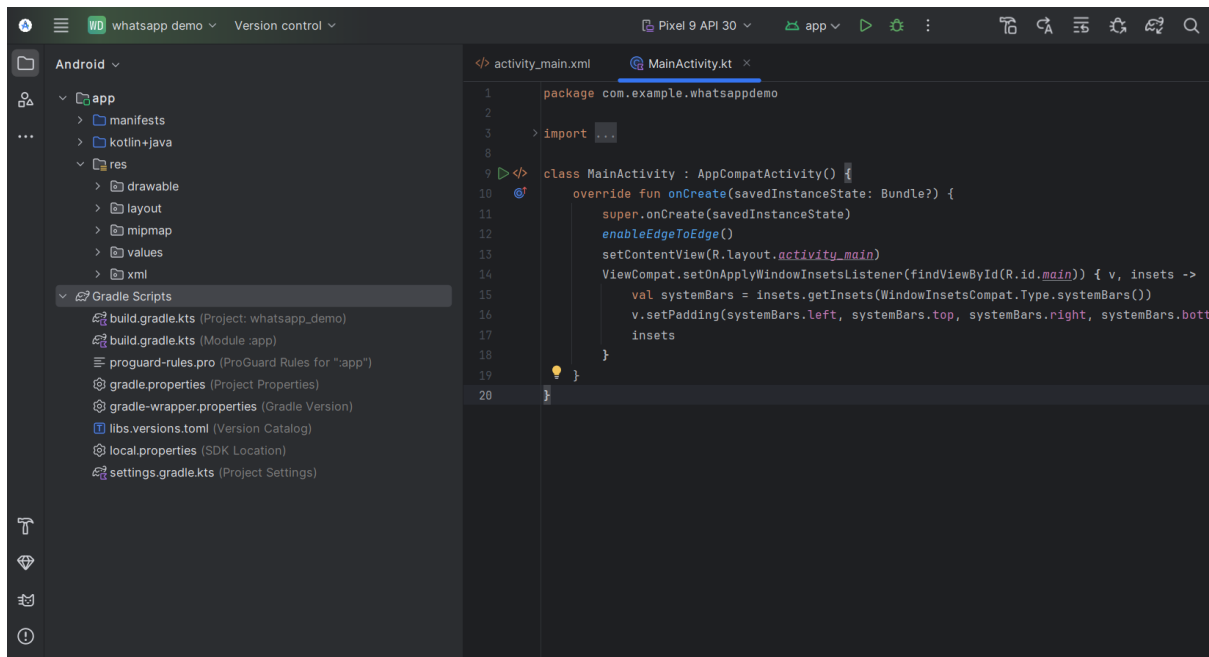 WD whatsapp demo Version control Pixel 9 API 30 app
Android
app
manifests
kotlin+java
res
drawable
layout
mipmap
values
xml
Gradle Scripts
build.gradle.kts (Project: whatsapp_demo)
build.gradle.kts (Module :app)
proguard-rules.pro (ProGuard Rules for ":app")
gradle.properties (Project Properties)
gradle-wrapper.properties (Gradle Version)
libs.versions.toml (Version Catalog)
local.properties (SDK Location)
settings.gradle.kts (Project Settings)
activity_main.xml MainActivity.kt
1 package com.example.whatsappdemo
2
3 import ...
8
9 class MainActivity : AppCompatActivity() {
10 override fun onCreate(savedInstanceState: Bundle?) {
11 super.onCreate(savedInstanceState)
12 enableEdgeToEdge()
13 setContentView(R.layout.activity_main)
14 ViewCompat.setOnApplyWindowInsetsListener(findViewById(R.id.main)) { v, insets ->
15 val systemBars = insets.getInsets(WindowInsetsCompat.Type.systemBars())
16 v.setPadding(systemBars.left, systemBars.top, systemBars.right, systemBars.bott
17 insets
18 }
19 }
20 }